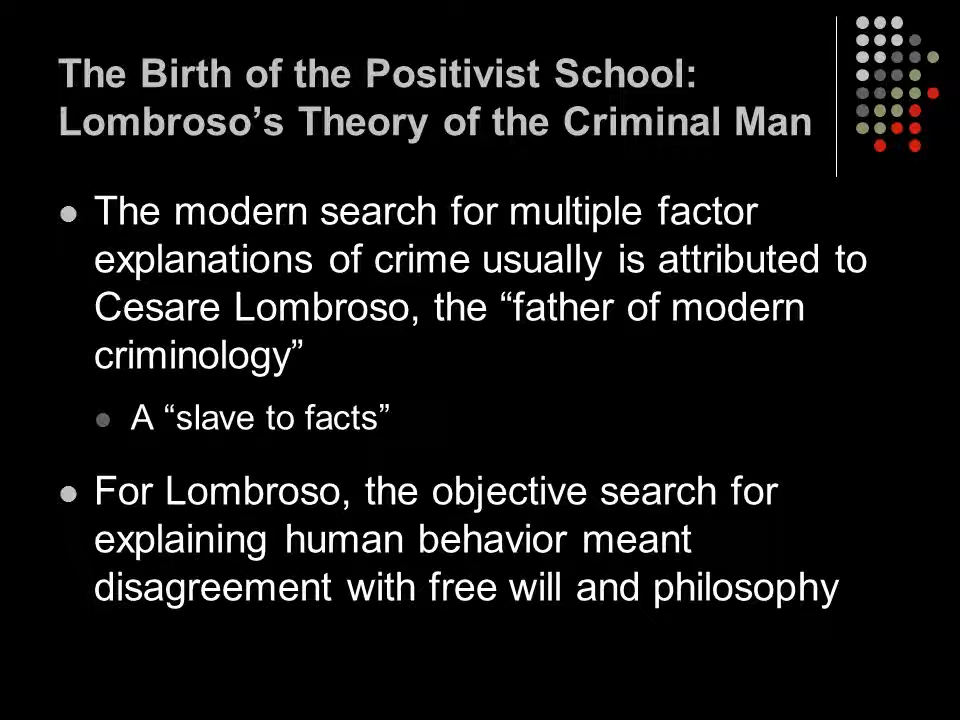 The Birth of the Positivist School:
Lombroso’s Theory of the Criminal Man
The modern search for multiple factor
explanations of crime usually is attributed to
Cesare Lombroso, the “father of modern
criminology”
A “slave to facts”
For Lombroso, the objective search for
explaining human behavior meant
disagreement with free will and philosophy